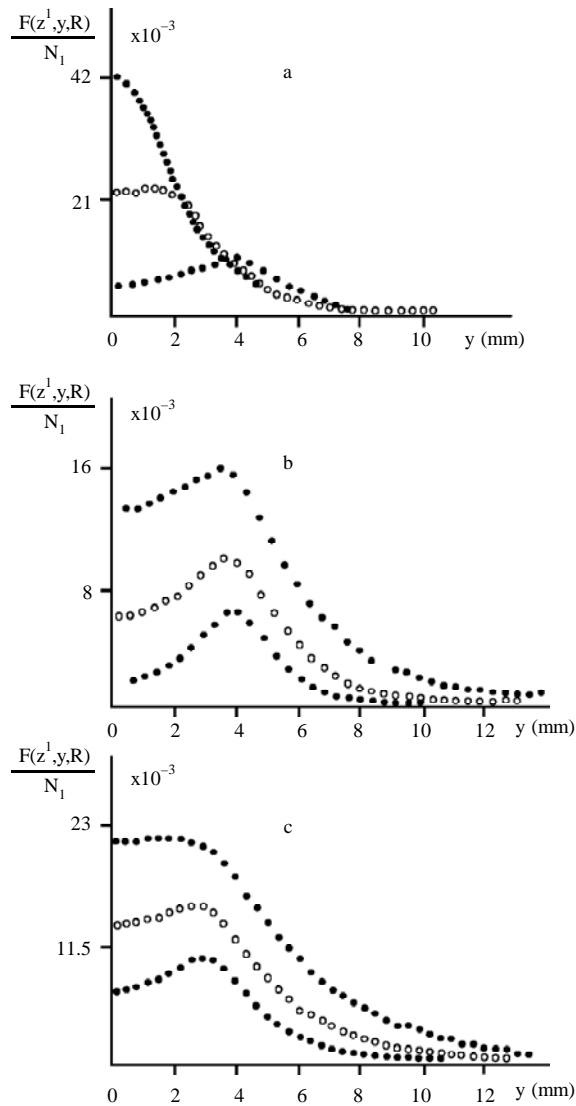 F(z¹,y,R)
N₁
x10⁻³
a
42
21
0 2 4 6 8 10 y (mm)
F(z¹,y,R)
N₁
x10⁻³
b
16
8
0 2 4 6 8 10 12 y (mm)
F(z¹,y,R)
N₁
x10⁻³
c
23
11.5
0 2 4 6 8 10 12 y (mm)